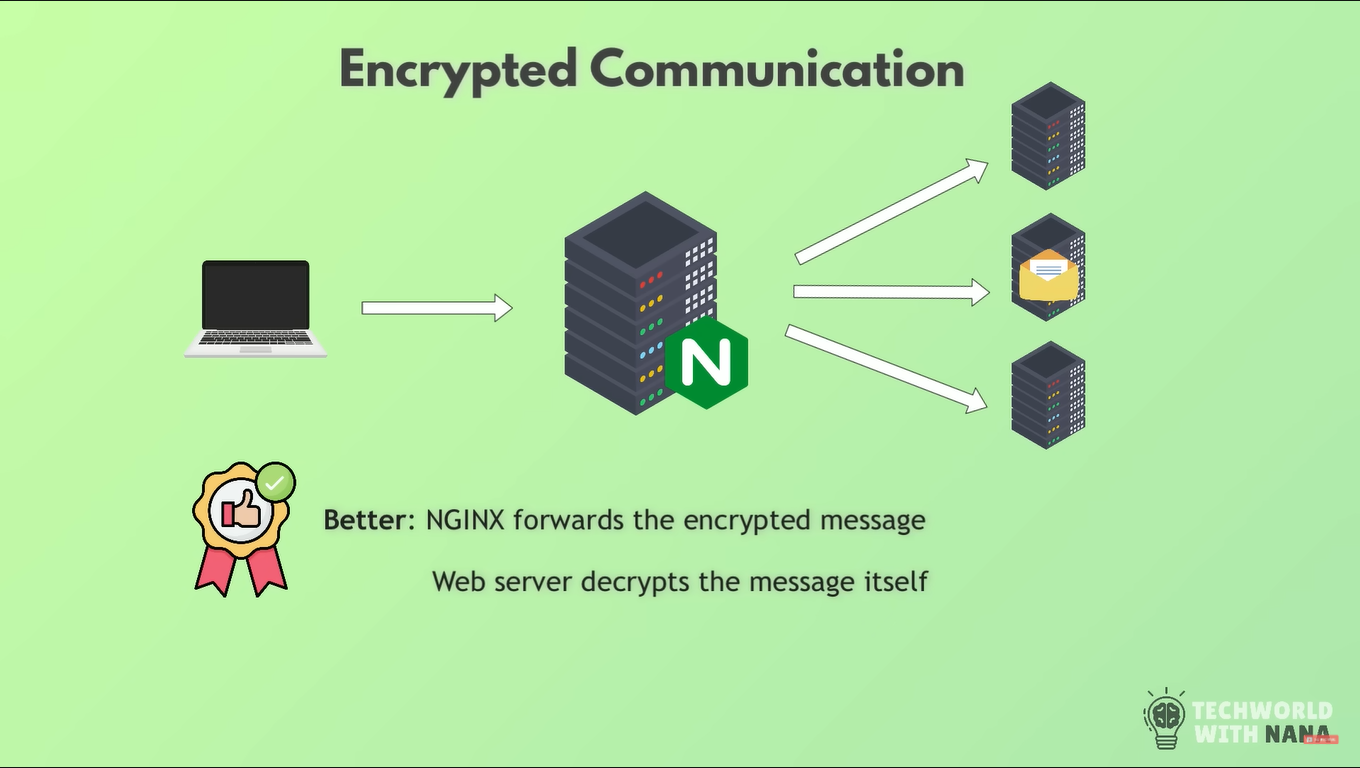 Encrypted Communication
N
Better: NGINX forwards the encrypted message
Web server decrypts the message itself
TECHWORLD
WITH NANA